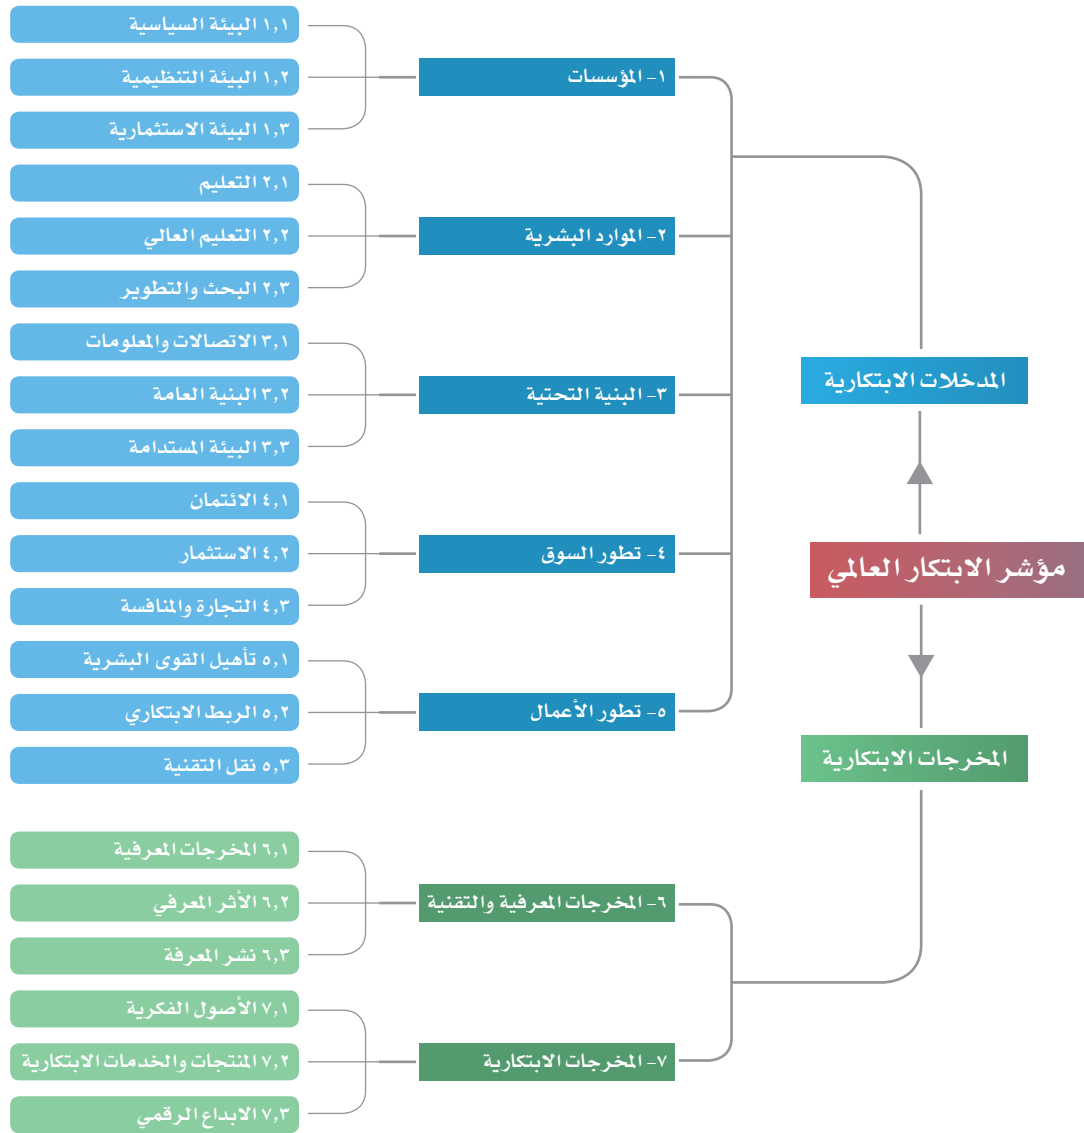 مؤشر الابتكار العالمي
المدخلات الابتكارية
١- المؤسسات
١,١ البيئة السياسية
١,٢ البيئة التنظيمية
١,٣ البيئة الاستثمارية
٢- الموارد البشرية
٢,١ التعليم
٢,٢ التعليم العالي
٢,٣ البحث والتطوير
٣- البنية التحتية
٣,١ الاتصالات والمعلومات
٣,٢ البنية العامة
٣,٣ البيئة المستدامة
٤- تطور السوق
٤,١ الائتمان
٤,٢ الاستثمار
٤,٣ التجارة والمنافسة
٥- تطور الأعمال
٥,١ تأهيل القوى البشرية
٥,٢ الربط الابتكاري
٥,٣ نقل التقنية
المخرجات الابتكارية
٦- المخرجات المعرفية والتقنية
٦,١ المخرجات المعرفية
٦,٢ الأثر المعرفي
٦,٣ نشر المعرفة
٧- المخرجات الابتكارية
٧,١ الأصول الفكرية
٧,٢ المنتجات والخدمات الابتكارية
٧,٣ الابداع الرقمي